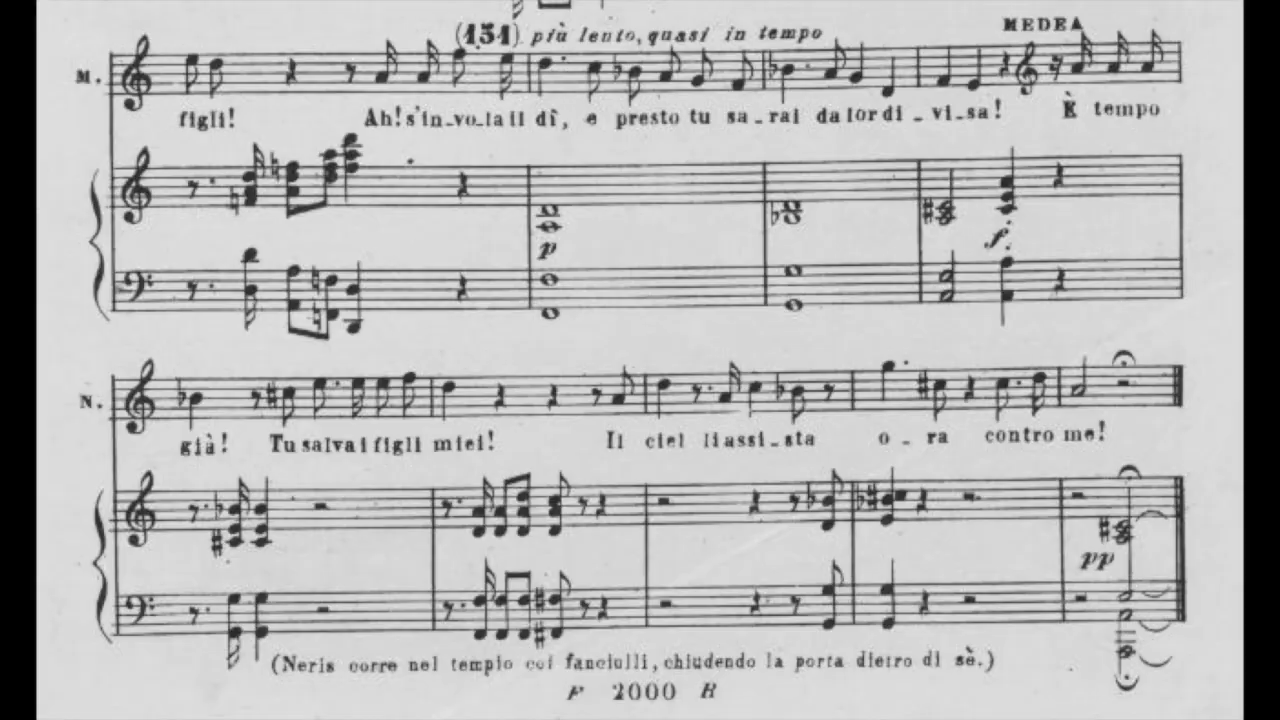 (151) più lento, quasi in tempo
MEDEA
M.
figli! Ah! s'in-vo-la il dì, e presto tu sa-rai da lor di-vi-sa! È tempo
p
f.
N.
già! Tu salva i figli miei! Il ciel li assi-sta o-ra contro me!
pp
(Neris corre nel tempio coi fanciulli, chiudendo la porta dietro di sè.)
F 2000 R